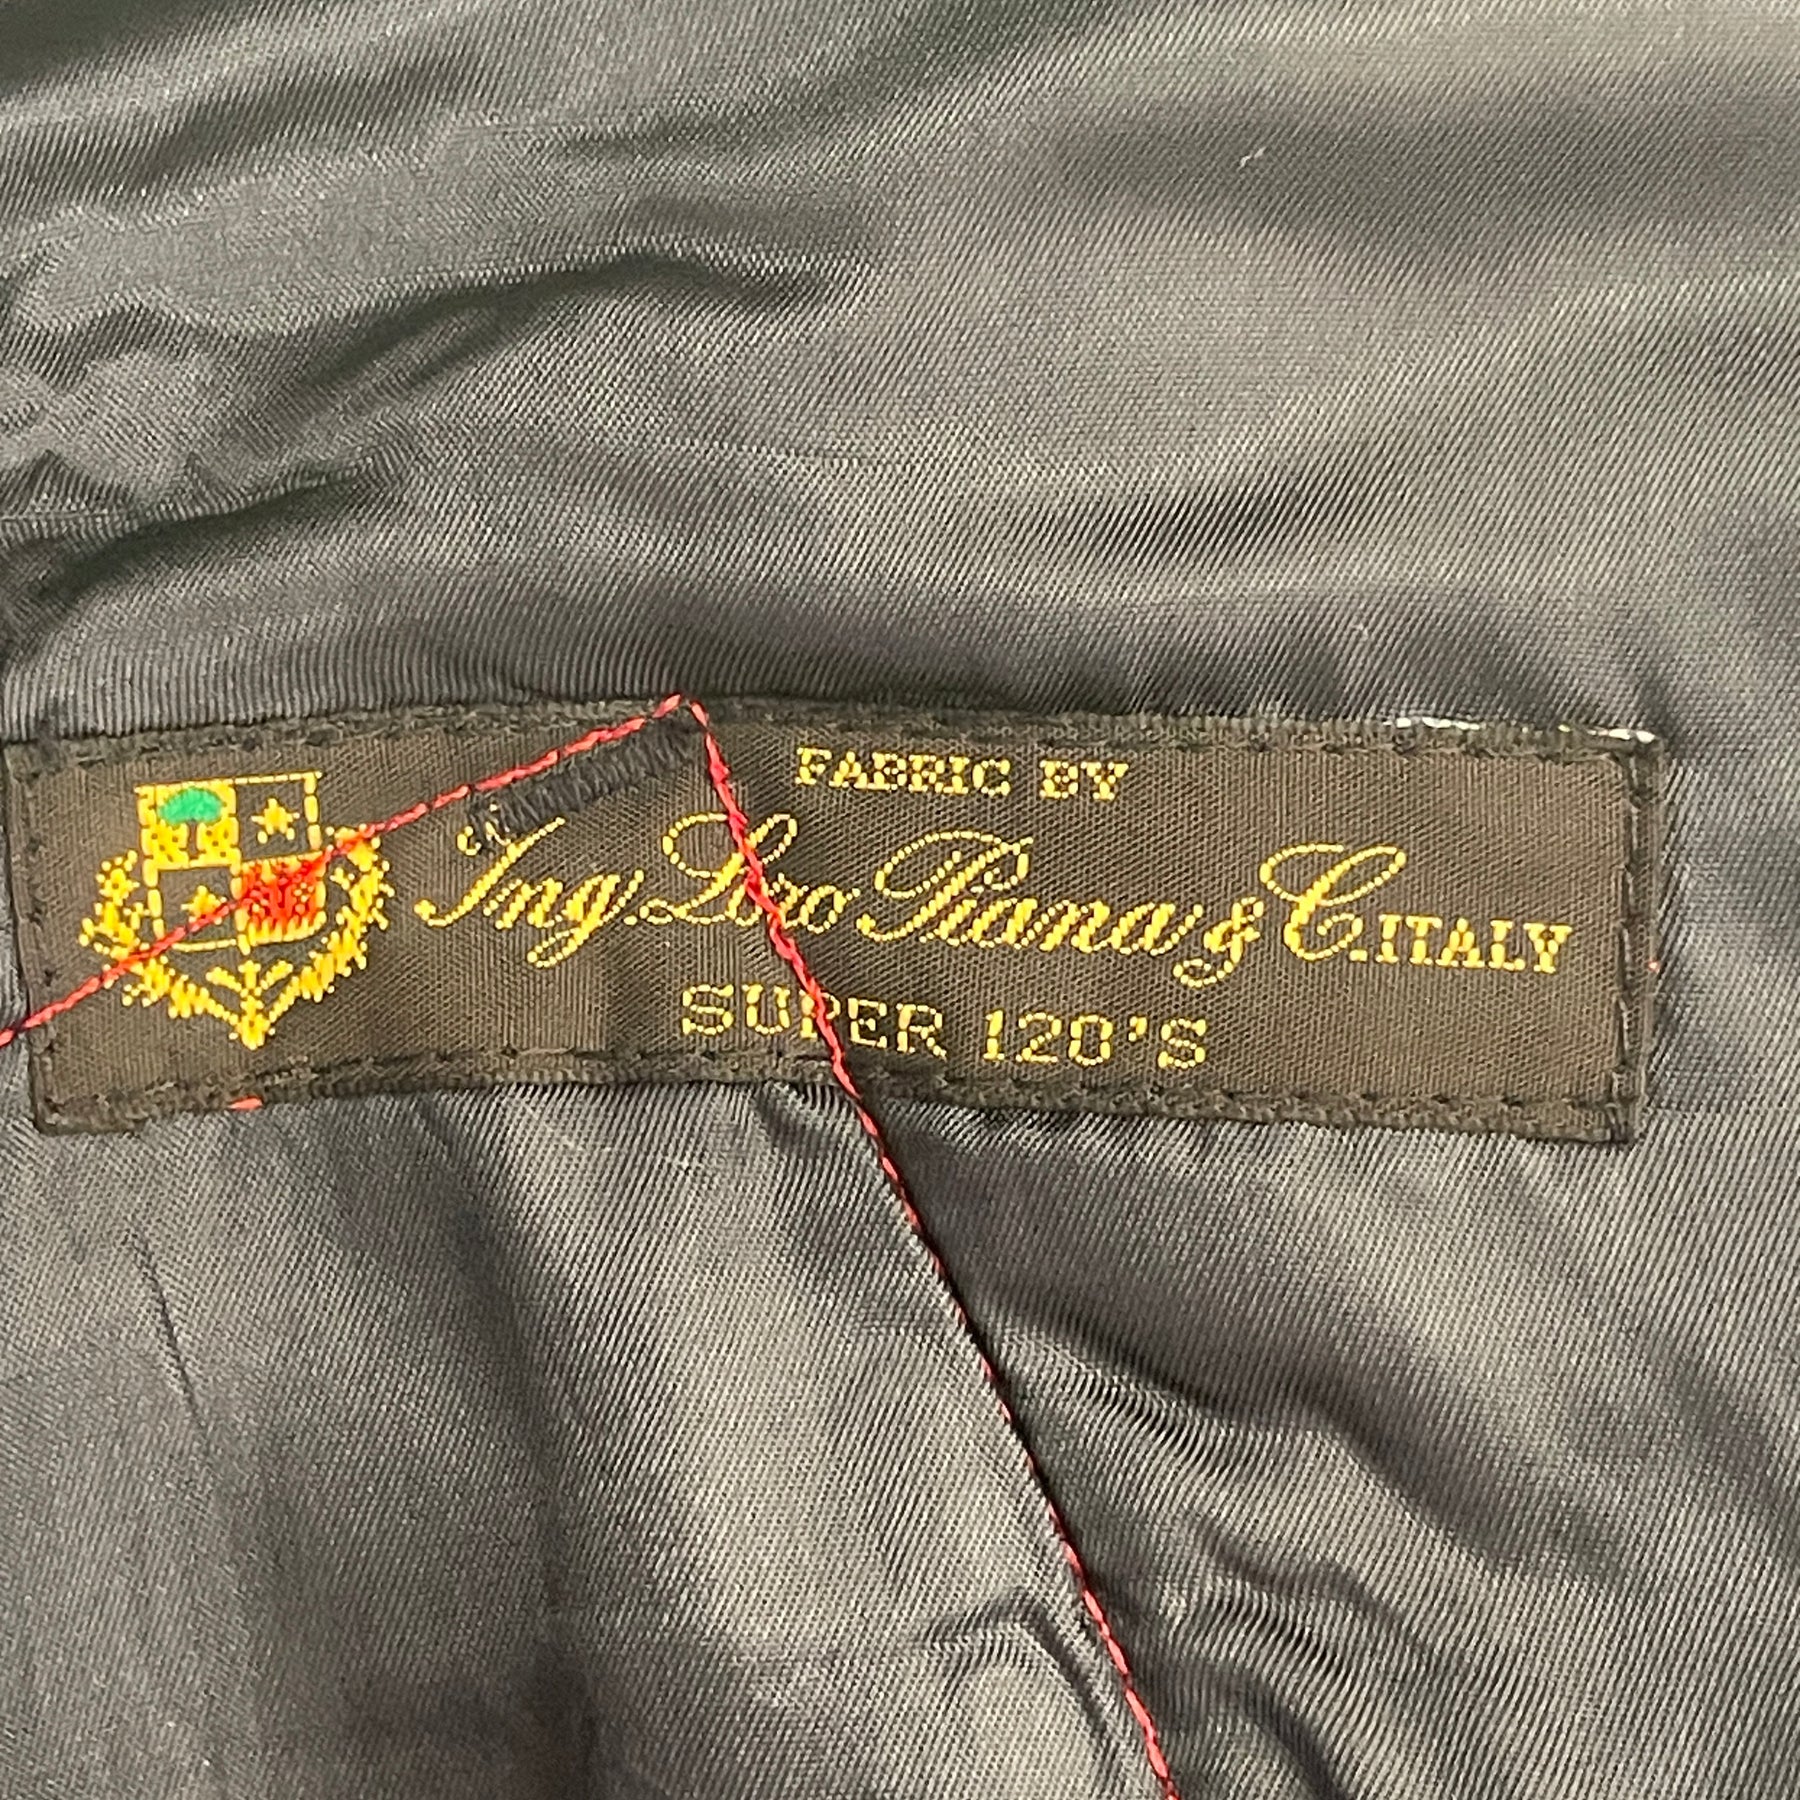 FABRIC BY
Ing. Loro Piana & C. ITALY
SUPER 120'S